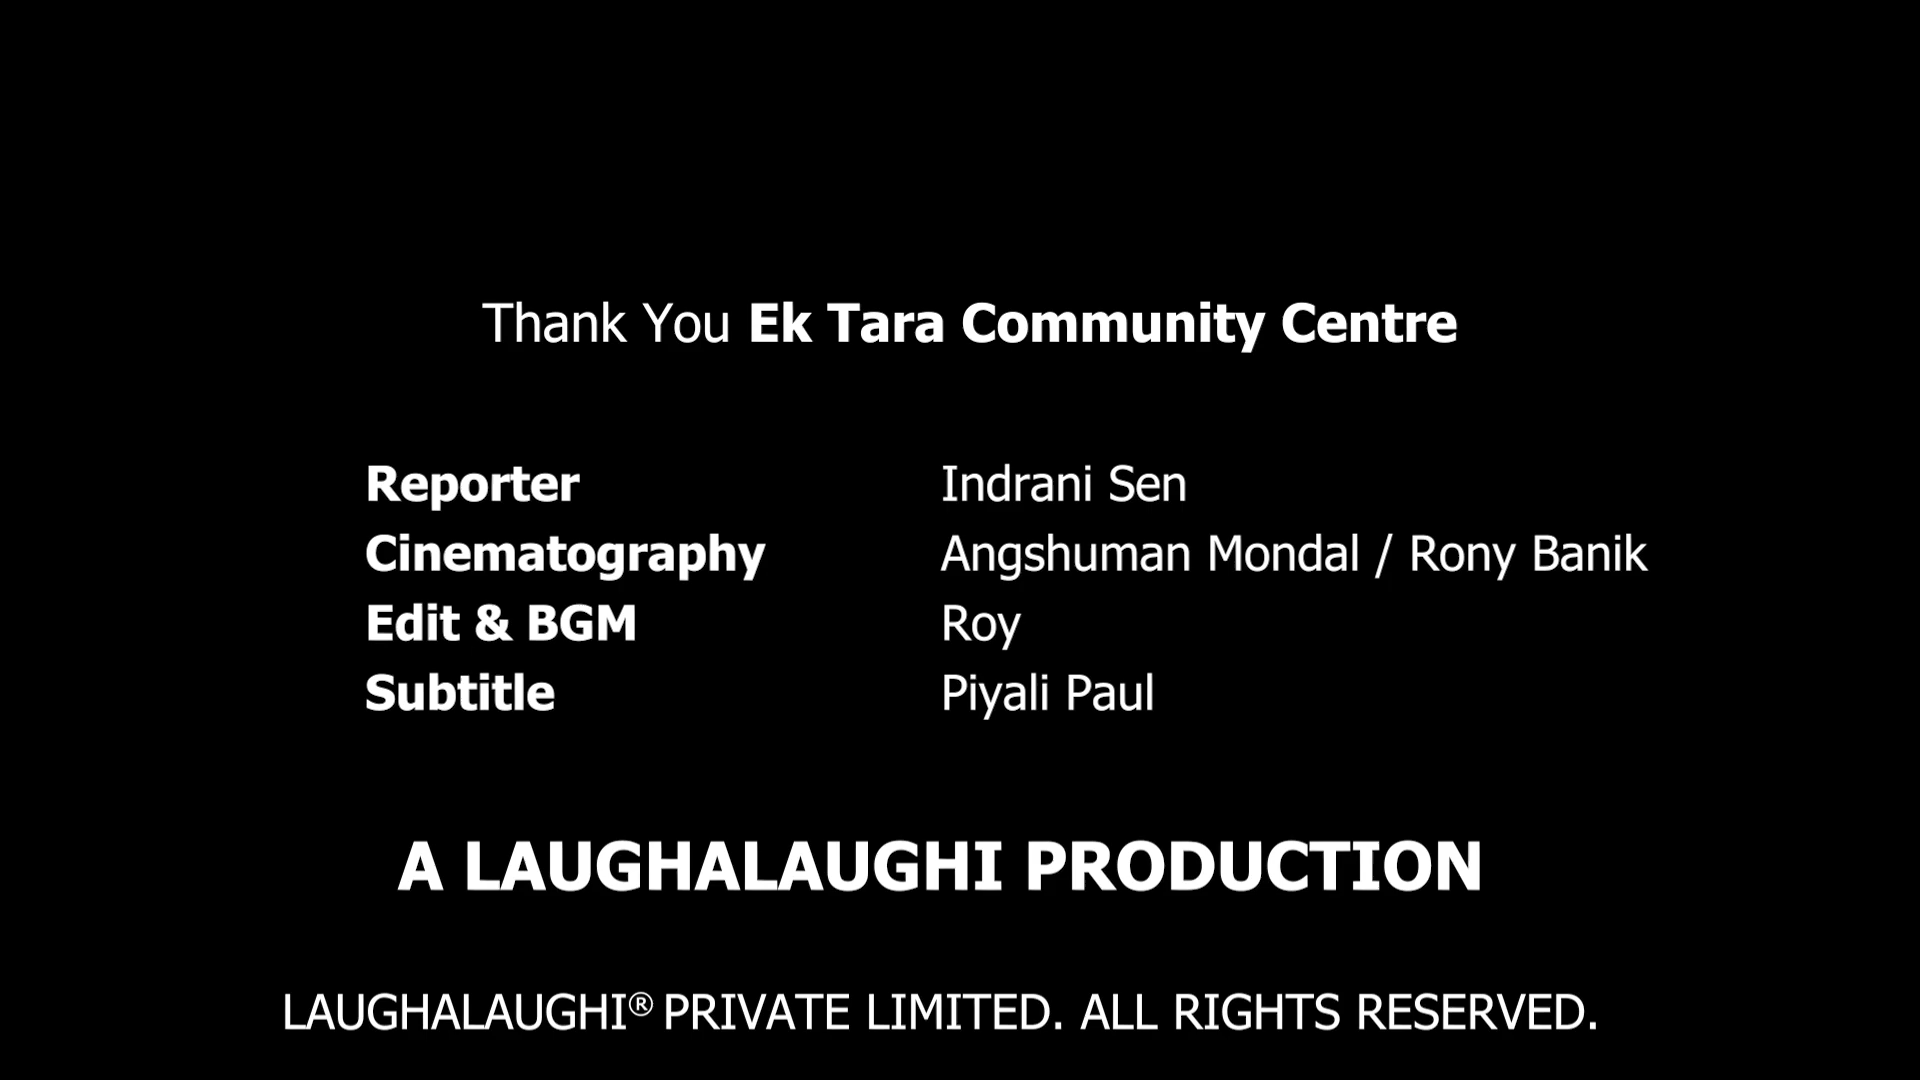 Thank You Ek Tara Community Centre
Reporter Indrani Sen
Cinematography Angshuman Mondal / Rony Banik
Edit & BGM Roy
Subtitle Piyali Paul
A LAUGHALAUGHI PRODUCTION
LAUGHALAUGHI® PRIVATE LIMITED. ALL RIGHTS RESERVED.